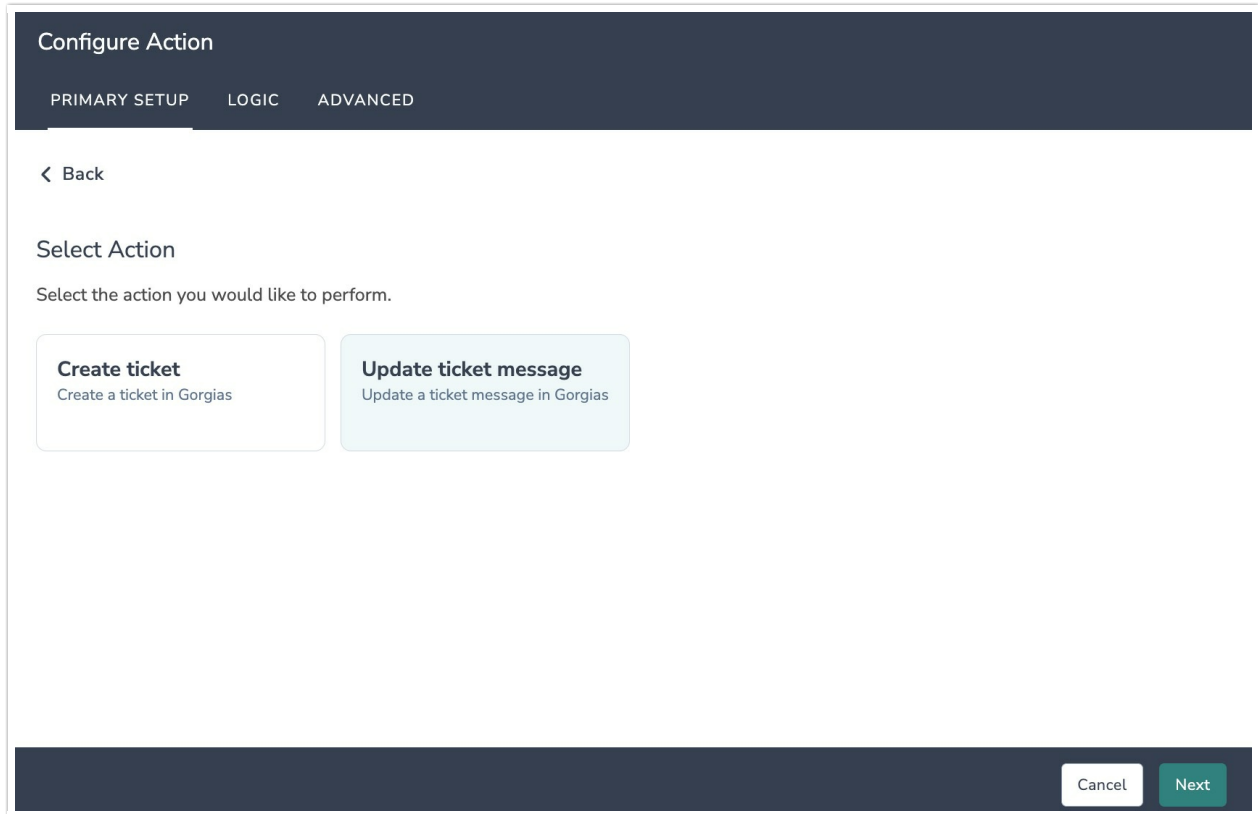 Configure Action
PRIMARY SETUP LOGIC ADVANCED
Back
Select Action
Select the action you would like to perform.
Create ticket
Create a ticket in Gorgias
Update ticket message
Update a ticket message in Gorgias
Cancel Next